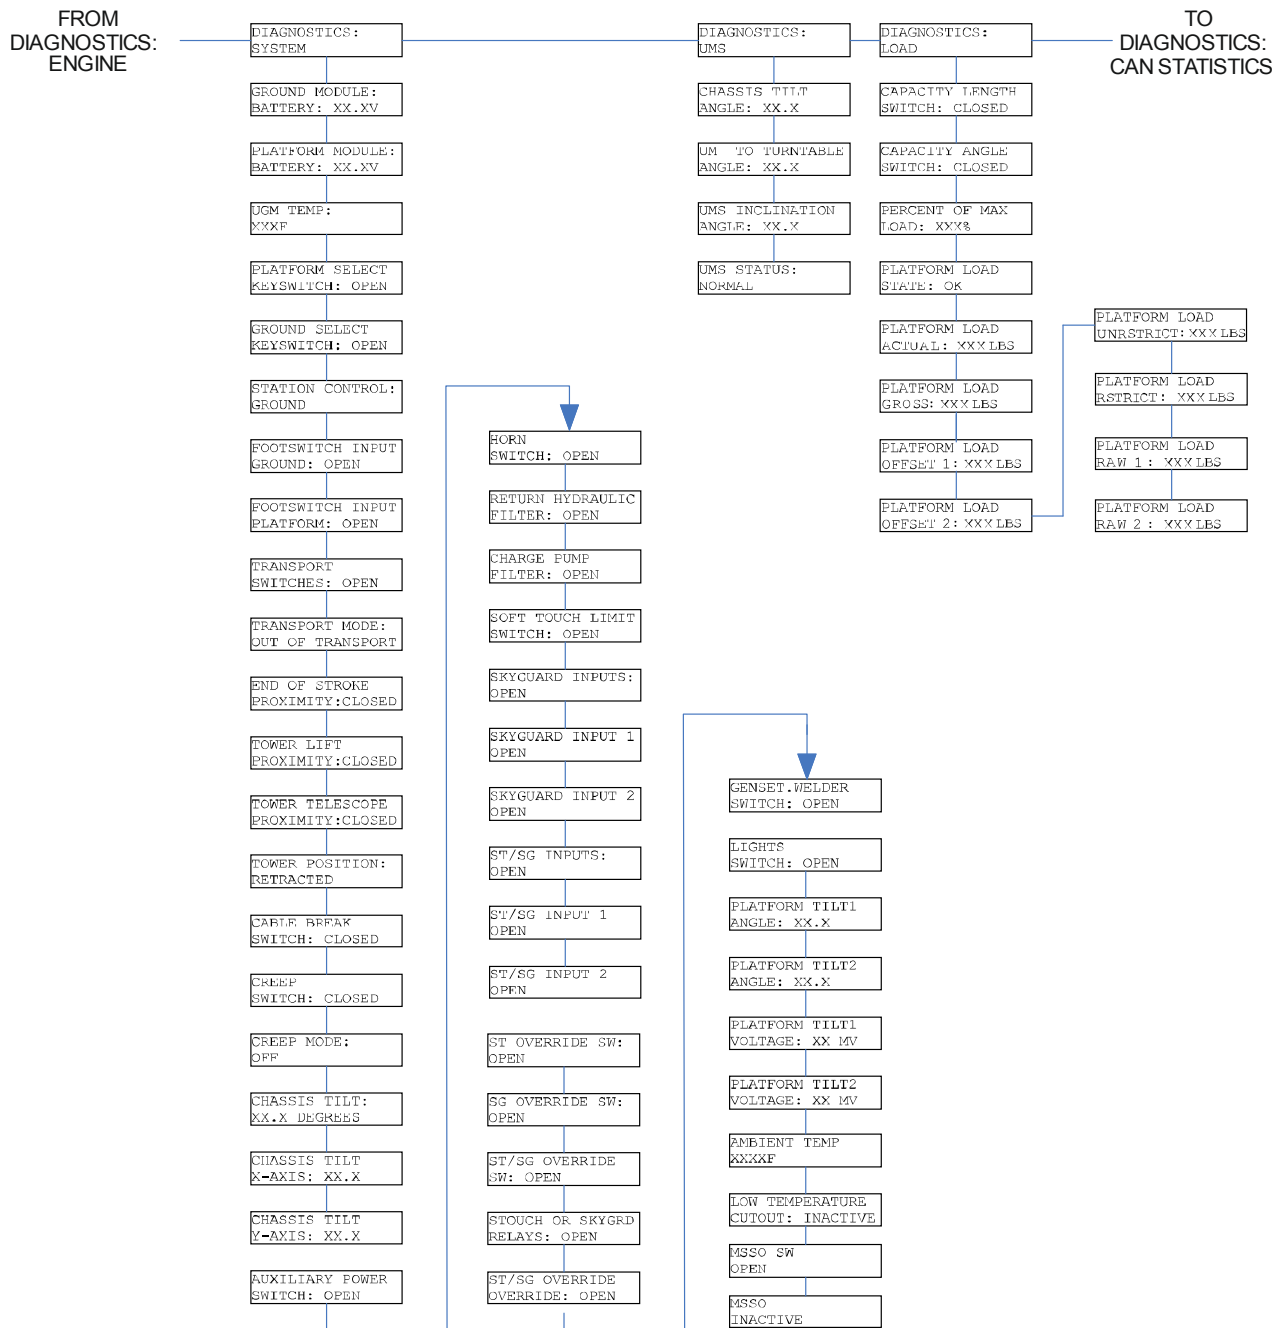 FROM
DIAGNOSTICS:
ENGINE
DIAGNOSTICS:
SYSTEM
GROUND MODULE:
BATTERY: XX.XV
PLATFORM MODULE:
BATTERY: XX.XV
UGM TEMP:
XXXF
PLATFORM SELECT
KEYSWITCH: OPEN
GROUND SELECT
KEYSWITCH: OPEN
STATION CONTROL:
GROUND
FOOTSWITCH INPUT
GROUND: OPEN
FOOTSWITCH INPUT
PLATFORM: OPEN
TRANSPORT
SWITCHES: OPEN
TRANSPORT MODE:
OUT OF TRANSPORT
END OF STROKE
PROXIMITY:CLOSED
TOWER LIFT
PROXIMITY:CLOSED
TOWER TELESCOPE
PROXIMITY:CLOSED
TOWER POSITION:
RETRACTED
CABLE BREAK
SWITCH: CLOSED
CREEP
SWITCH: CLOSED
CREEP MODE:
OFF
CHASSIS TILT:
XX.X DEGREES
CHASSIS TILT
X-AXIS: XX.X
CHASSIS TILT
Y-AXIS: XX.X
AUXILIARY POWER
SWITCH: OPEN
HORN
SWITCH: OPEN
RETURN HYDRAULIC
FILTER: OPEN
CHARGE PUMP
FILTER: OPEN
SOFT TOUCH LIMIT
SWITCH: OPEN
SKYGUARD INPUTS:
OPEN
SKYGUARD INPUT 1
OPEN
SKYGUARD INPUT 2
OPEN
ST/SG INPUTS:
OPEN
ST/SG INPUT 1
OPEN
ST/SG INPUT 2
OPEN
ST OVERRIDE SW:
OPEN
SG OVERRIDE SW:
OPEN
ST/SG OVERRIDE
SW: OPEN
STOUCH OR SKYGRD
RELAYS: OPEN
ST/SG OVERRIDE
OVERRIDE: OPEN
DIAGNOSTICS:
UMS
CHASSIS TILT
ANGLE: XX.X
UM TO TURNTABLE
ANGLE: XX.X
UMS INCLINATION
ANGLE: XX.X
UMS STATUS:
NORMAL
GENSET.WELDER
SWITCH: OPEN
LIGHTS
SWITCH: OPEN
PLATFORM TILT1
ANGLE: XX.X
PLATFORM TILT2
ANGLE: XX.X
PLATFORM TILT1
VOLTAGE: XX MV
PLATFORM TILT2
VOLTAGE: XX MV
AMBIENT TEMP
XXXXF
LOW TEMPERATURE
CUTOUT: INACTIVE
MSSO SW
OPEN
MSSO
INACTIVE
DIAGNOSTICS:
LOAD
CAPACITY LENGTH
SWITCH: CLOSED
CAPACITY ANGLE
SWITCH: CLOSED
PERCENT OF MAX
LOAD: XXX%
PLATFORM LOAD
STATE: OK
PLATFORM LOAD
ACTUAL: XXX LBS
PLATFORM LOAD
GROSS: XXX LBS
PLATFORM LOAD
OFFSET 1: XXX LBS
PLATFORM LOAD
OFFSET 2: XXX LBS
PLATFORM LOAD
UNRSTRICT: XXX LBS
PLATFORM LOAD
RSTRICT: XXX LBS
PLATFORM LOAD
RAW 1: XXX LBS
PLATFORM LOAD
RAW 2: XXX LBS
TO
DIAGNOSTICS:
CAN STATISTICS